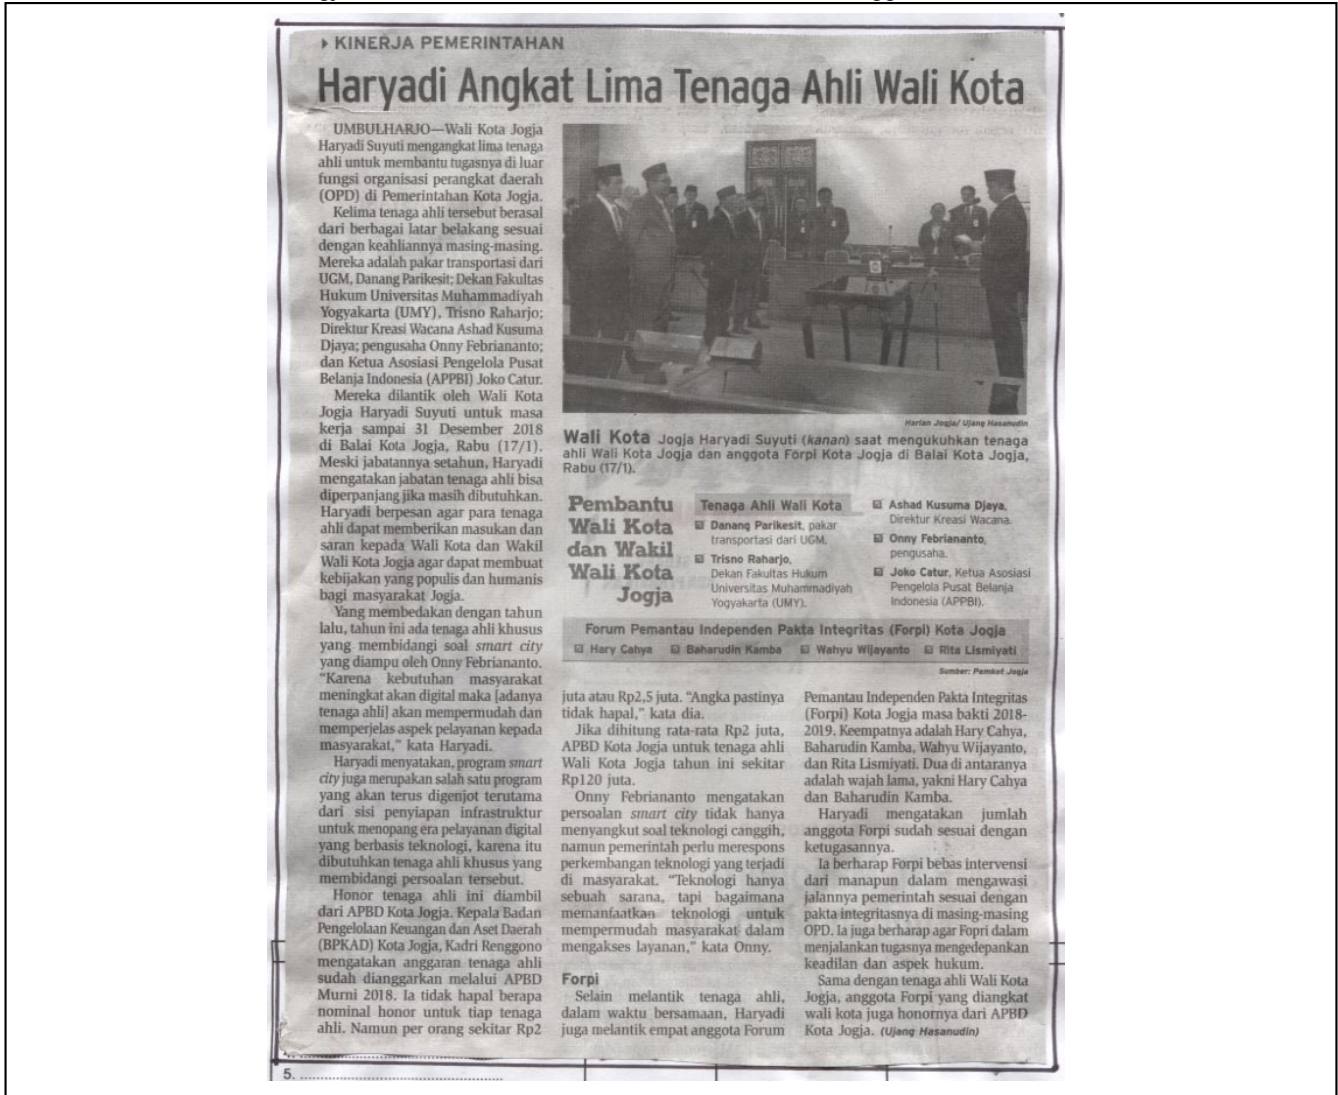 ▸ KINERJA PEMERINTAHAN
Haryadi Angkat Lima Tenaga Ahli Wali Kota
UMBULHARJO—Wali Kota Jogja
Haryadi Suyuti mengangkat lima tenaga
ahli untuk membantu tugasnya di luar
fungsi organisasi perangkat daerah
(OPD) di Pemerintahan Kota Jogja.
Kelima tenaga ahli tersebut berasal
dari berbagai latar belakang sesuai
dengan keahliannya masing-masing.
Mereka adalah pakar transportasi dari
UGM, Danang Parikesit; Dekan Fakultas
Hukum Universitas Muhammadiyah
Yogyakarta (UMY), Trisno Raharjo;
Direktur Kreasi Wacana Ashad Kusuma
Djaya; pengusaha Onny Febriananto;
dan Ketua Asosiasi Pengelola Pusat
Belanja Indonesia (APPBI) Joko Catur.
Mereka dilantik oleh Wali Kota
Jogja Haryadi Suyuti untuk masa
kerja sampai 31 Desember 2018
di Balai Kota Jogja, Rabu (17/1).
Meski jabatannya setahun, Haryadi
mengatakan jabatan tenaga ahli bisa
diperpanjang jika masih dibutuhkan.
Haryadi berpesan agar para tenaga
ahli dapat memberikan masukan dan
saran kepada Wali Kota dan Wakil
Wali Kota Jogja agar dapat membuat
kebijakan yang populis dan humanis
bagi masyarakat Jogja.
Yang membedakan dengan tahun
lalu, tahun ini ada tenaga ahli khusus
yang membidangi soal smart city
yang diampu oleh Onny Febriananto.
“Karena kebutuhan masyarakat
meningkat akan digital maka [adanya
tenaga ahli] akan mempermudah dan
memperjelas aspek pelayanan kepada
masyarakat,” kata Haryadi.
Haryadi menyatakan, program smart
city juga merupakan salah satu program
yang akan terus digenjot terutama
dari sisi penyiapan infrastruktur
untuk menopang era pelayanan digital
yang berbasis teknologi, karena itu
dibutuhkan tenaga ahli khusus yang
membidangi persoalan tersebut.
Honor tenaga ahli ini diambil
dari APBD Kota Jogja. Kepala Badan
Pengelolaan Keuangan dan Aset Daerah
(BPKAD) Kota Jogja, Kadri Renggono
mengatakan anggaran tenaga ahli
sudah dianggarkan melalui APBD
Murni 2018. Ia tidak hapal berapa
nominal honor untuk tiap tenaga
ahli. Namun per orang sekitar Rp2
Harian Jogja/ Ujang Hasanudin
Wali Kota Jogja Haryadi Suyuti (kanan) saat mengukuhkan tenaga
ahli Wali Kota Jogja dan anggota Forpi Kota Jogja di Balai Kota Jogja,
Rabu (17/1).
Pembantu
Wali Kota
dan Wakil
Wali Kota
Jogja
Tenaga Ahli Wali Kota
Danang Parikesit, pakar
transportasi dari UGM.
Trisno Raharjo,
Dekan Fakultas Hukum
Universitas Muhammadiyah
Yogyakarta (UMY).
Ashad Kusuma Djaya,
Direktur Kreasi Wacana.
Onny Febriananto,
pengusaha.
Joko Catur, Ketua Asosiasi
Pengelola Pusat Belanja
Indonesia (APPBI).
Forum Pemantau Independen Pakta Integritas (Forpi) Kota Jogja
Hary Cahya Baharudin Kamba Wahyu Wijayanto Rita Lismiyati
Sumber: Pemkot Jogja
juta atau Rp2,5 juta. “Angka pastinya
tidak hapal,” kata dia.
Jika dihitung rata-rata Rp2 juta,
APBD Kota Jogja untuk tenaga ahli
Wali Kota Jogja tahun ini sekitar
Rp120 juta.
Onny Febriananto mengatakan
persoalan smart city tidak hanya
menyangkut soal teknologi canggih,
namun pemerintah perlu merespons
perkembangan teknologi yang terjadi
di masyarakat. “Teknologi hanya
sebuah sarana, tapi bagaimana
memanfaatkan teknologi untuk
mempermudah masyarakat dalam
mengakses layanan,” kata Onny.
Forpi
Selain melantik tenaga ahli,
dalam waktu bersamaan, Haryadi
juga melantik empat anggota Forum
Pemantau Independen Pakta Integritas
(Forpi) Kota Jogja masa bakti 2018-
2019. Keempatnya adalah Hary Cahya,
Baharudin Kamba, Wahyu Wijayanto,
dan Rita Lismiyati. Dua di antaranya
adalah wajah lama, yakni Hary Cahya
dan Baharudin Kamba.
Haryadi mengatakan jumlah
anggota Forpi sudah sesuai dengan
ketugasannya.
Ia berharap Forpi bebas intervensi
dari manapun dalam mengawasi
jalannya pemerintah sesuai dengan
pakta integritasnya di masing-masing
OPD. Ia juga berharap agar Fopri dalam
menjalankan tugasnya mengedepankan
keadilan dan aspek hukum.
Sama dengan tenaga ahli Wali Kota
Jogja, anggota Forpi yang diangkat
wali kota juga honornya dari APBD
Kota Jogja. (Ujang Hasanudin)
5. ........................................